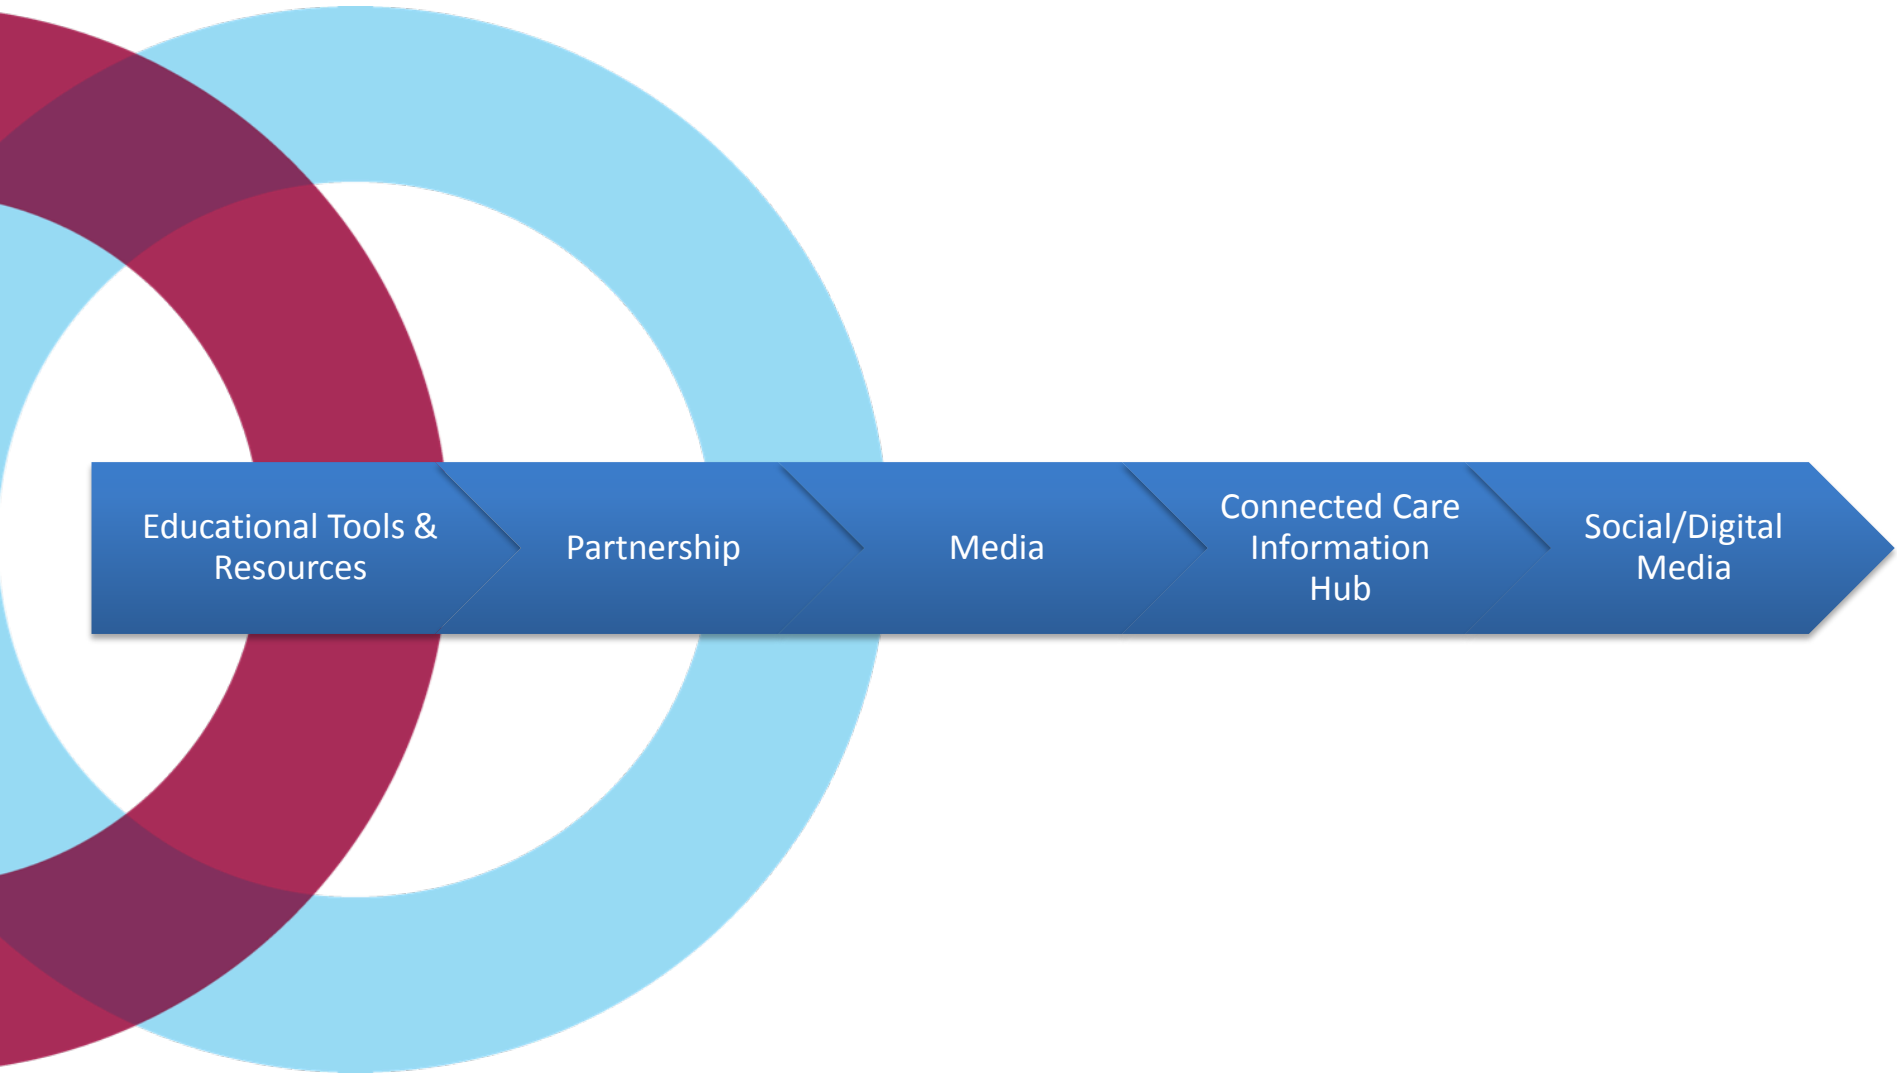 Educational Tools &
Resources
Partnership
Media
Connected Care
Information
Hub
Social/Digital
Media